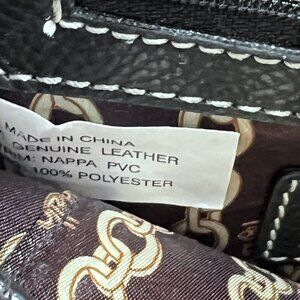 MADE IN CHINA
GENUINE LEATHER
NAPPA PVC
100% POLYESTER